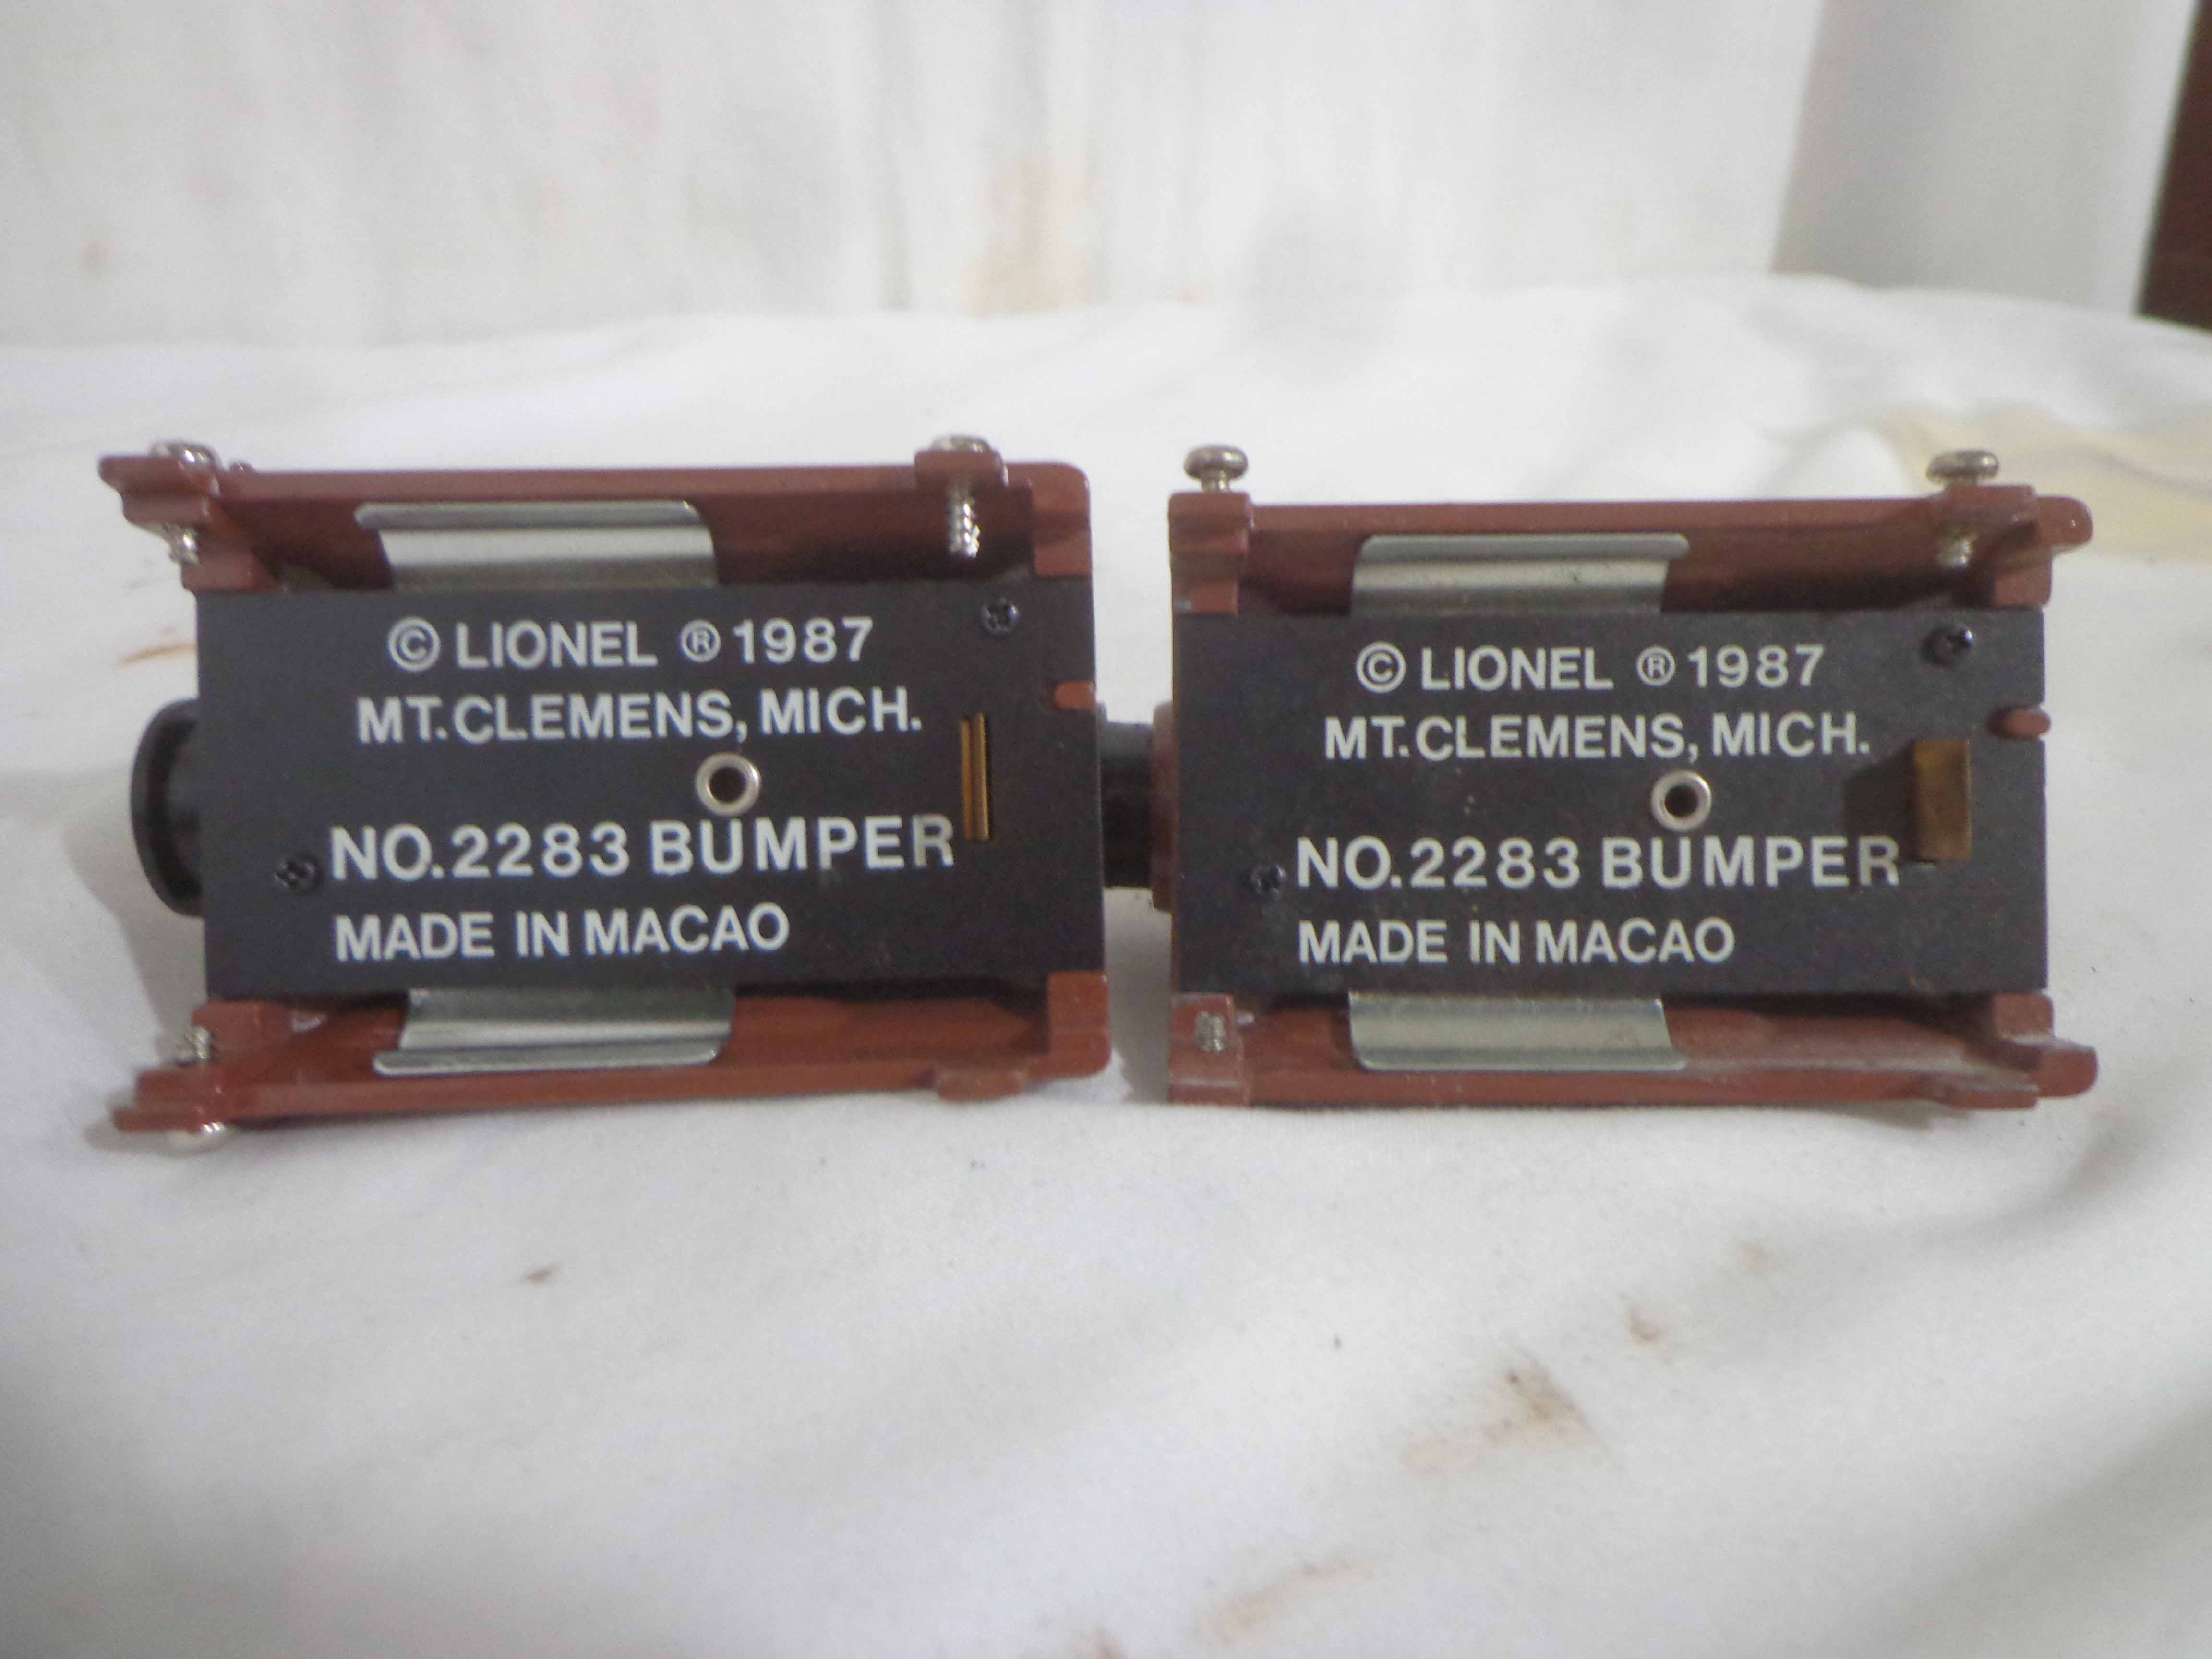 © LIONEL ® 1987
MT. CLEMENS, MICH.
NO. 2283 BUMPER
MADE IN MACAO
© LIONEL ® 1987
MT. CLEMENS, MICH.
NO. 2283 BUMPER
MADE IN MACAO